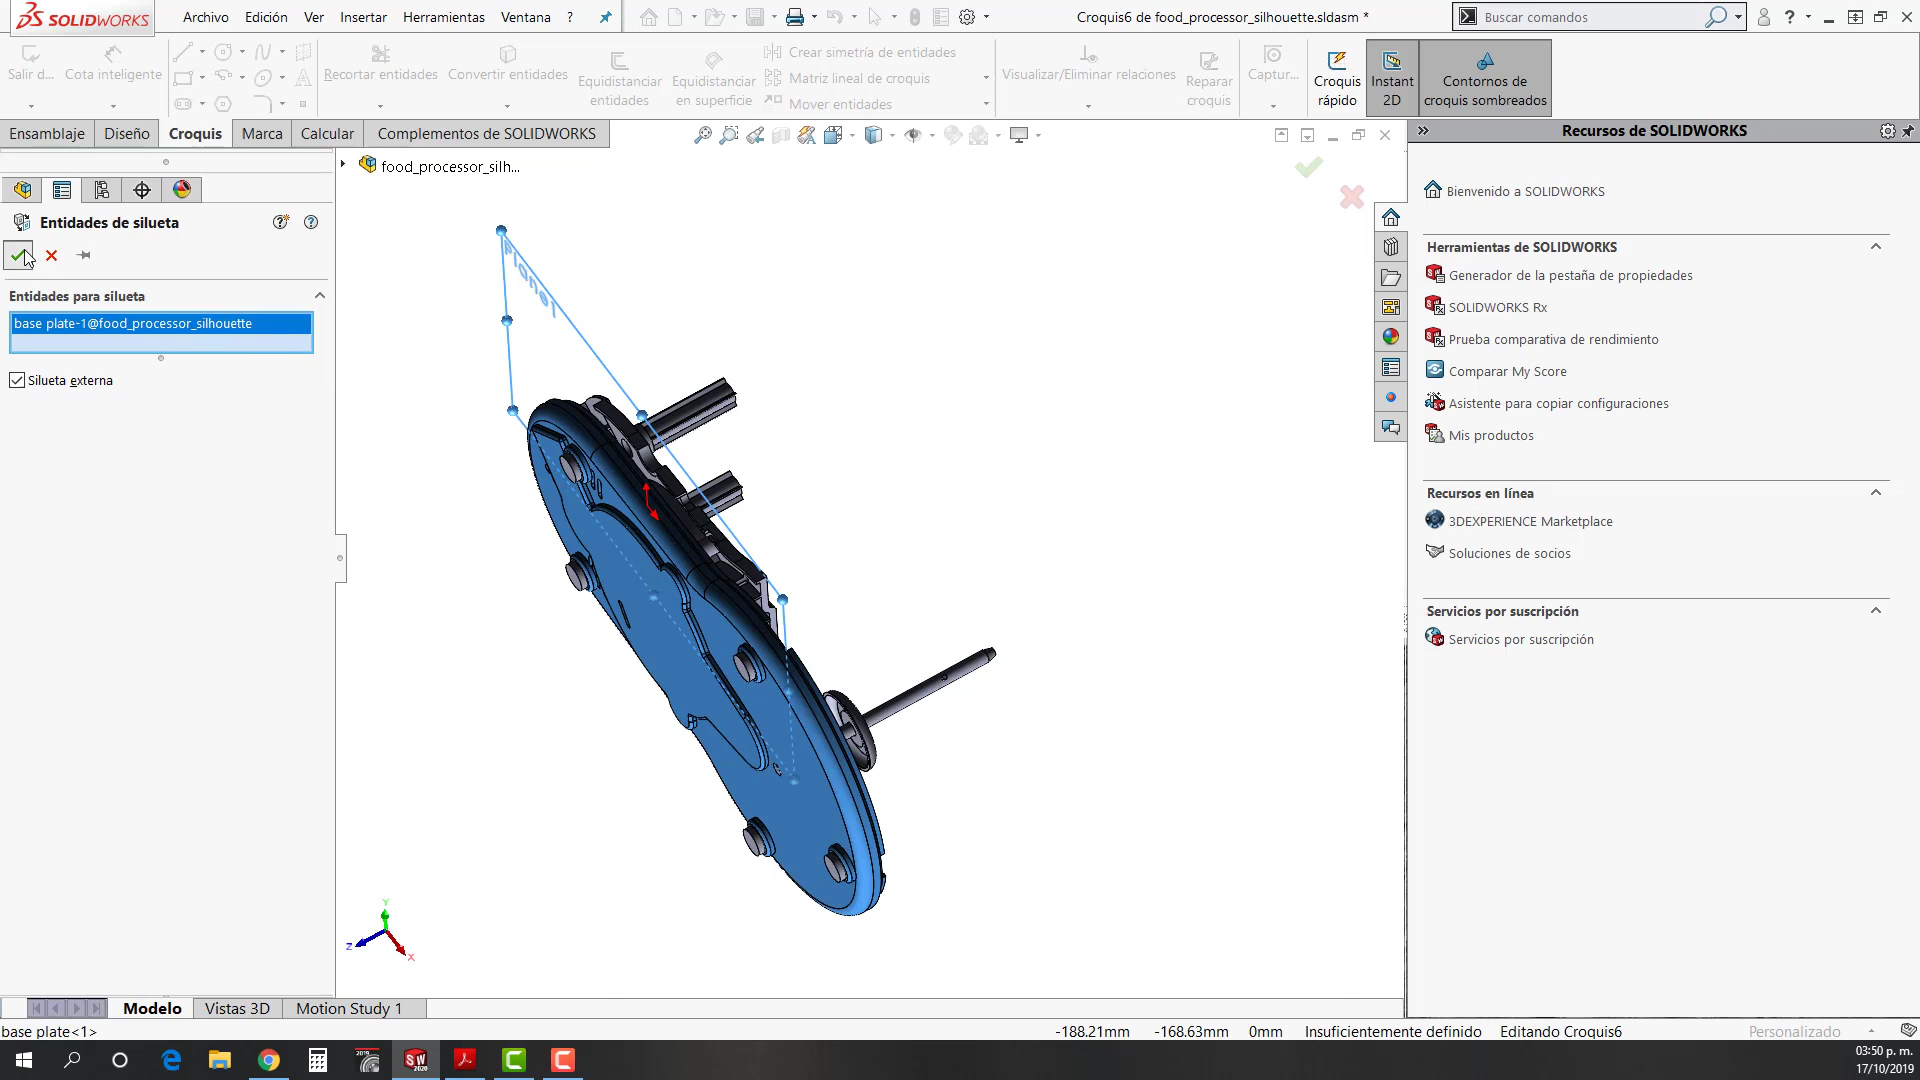 SOLIDWORKS
Archivo Edición Ver Insertar Herramientas Ventana ?
Croquis6 de food_processor_silhouette.sldasm *
Buscar comandos
Salir d...
Cota inteligente
Recortar entidades
Convertir entidades
Equidistanciar entidades
Equidistanciar en superficie
Crear simetría de entidades
Matriz lineal de croquis
Mover entidades
Visualizar/Eliminar relaciones
Reparar croquis
Captur...
Croquis rápido
Instant 2D
Contornos de croquis sombreados
Ensamblaje Diseño Croquis Marca Calcular Complementos de SOLIDWORKS
Recursos de SOLIDWORKS
food_processor_silh...
Entidades de silueta
Entidades para silueta
base plate-1@food_processor_silhouette
Silueta externa
Plano1
Y
Z
X
Bienvenido a SOLIDWORKS
Herramientas de SOLIDWORKS
Generador de la pestaña de propiedades
SOLIDWORKS Rx
Prueba comparativa de rendimiento
Comparar My Score
Asistente para copiar configuraciones
Mis productos
Recursos en línea
3DEXPERIENCE Marketplace
Soluciones de socios
Servicios por suscripción
Servicios por suscripción
Modelo Vistas 3D Motion Study 1
base plate<1>
-188.21mm -168.63mm 0mm Insuficientemente definido Editando Croquis6 Personalizado
03:50 p. m.
17/10/2019